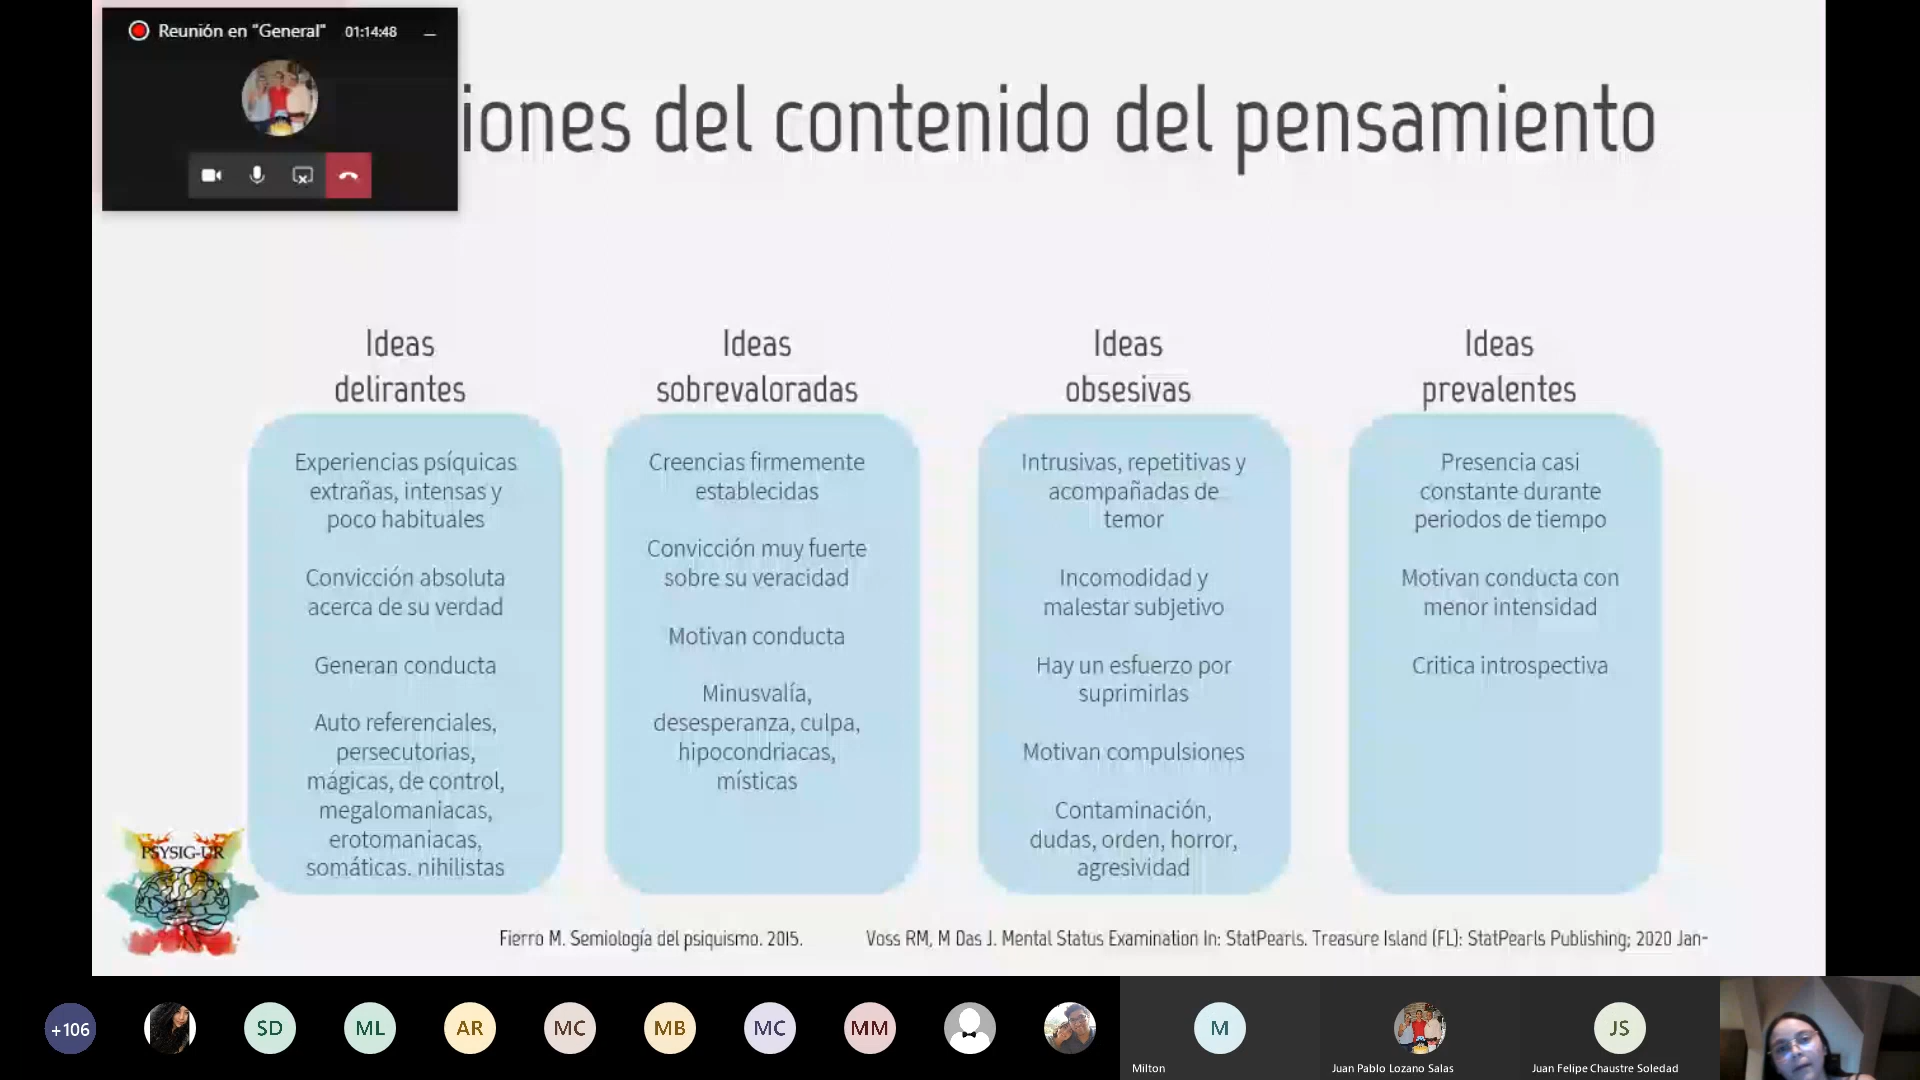 Reunión en "General" 01:14:48
iones del contenido del pensamiento
Ideas
delirantes
Experiencias psíquicas
extrañas, intensas y
poco habituales
Convicción absoluta
acerca de su verdad
Generan conducta
Auto referenciales,
persecutorias,
mágicas, de control,
megalomaniacas,
erotomaniacas,
somáticas. nihilistas
Ideas
sobrevaloradas
Creencias firmemente
establecidas
Convicción muy fuerte
sobre su veracidad
Motivan conducta
Minusvalía,
desesperanza, culpa,
hipocondriacas,
místicas
Ideas
obsesivas
Intrusivas, repetitivas y
acompañadas de
temor
Incomodidad y
malestar subjetivo
Hay un esfuerzo por
suprimirlas
Motivan compulsiones
Contaminación,
dudas, orden, horror,
agresividad
Ideas
prevalentes
Presencia casi
constante durante
periodos de tiempo
Motivan conducta con
menor intensidad
Critica introspectiva
PSYSIG-UR
Fierro M. Semiología del psiquismo. 2015.
Voss RM, M Das J. Mental Status Examination In: StatPearls. Treasure Island (FL): StatPearls Publishing; 2020 Jan-
+106
SD
ML
AR
MC
MB
MC
MM
M
JS
Milton
Juan Pablo Lozano Salas
Juan Felipe Chaustre Soledad